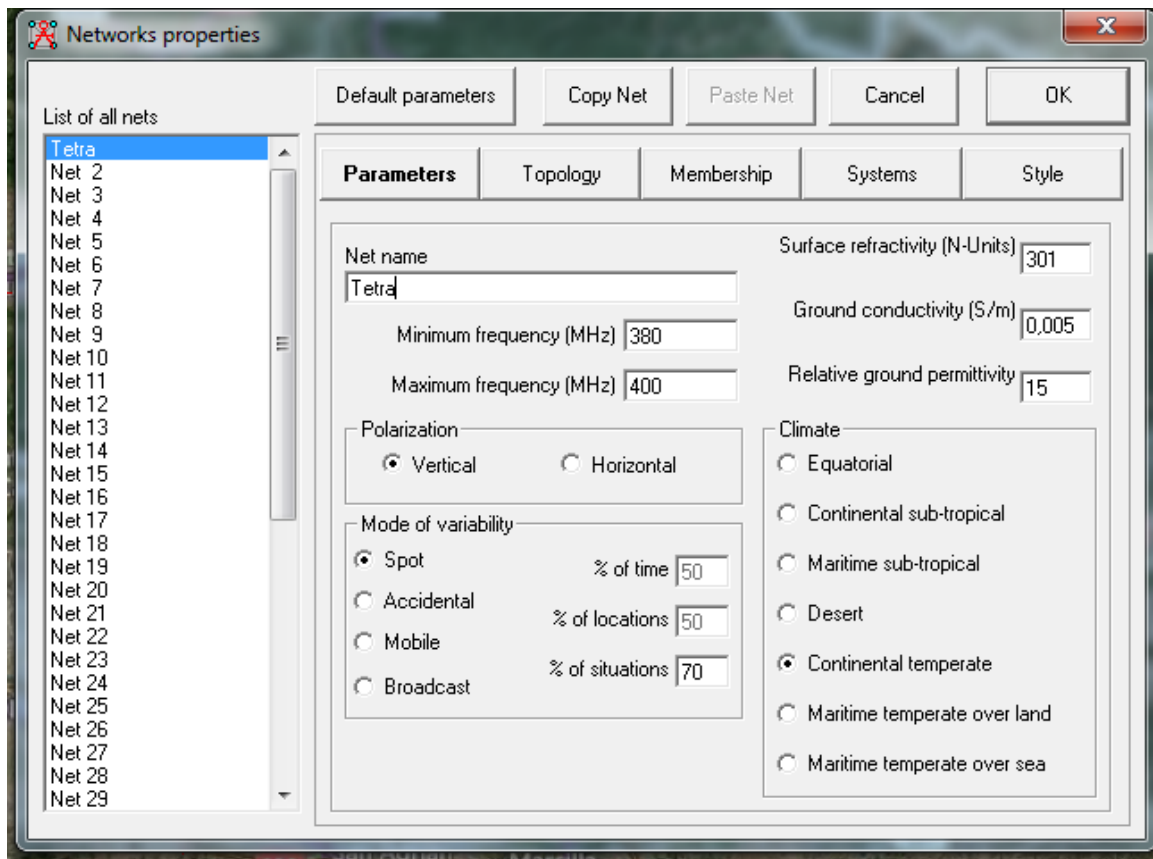 Networks properties
Default parameters
Copy Net
Paste Net
Cancel
OK
List of all nets
Tetra
Net 2
Net 3
Net 4
Net 5
Net 6
Net 7
Net 8
Net 9
Net 10
Net 11
Net 12
Net 13
Net 14
Net 15
Net 16
Net 17
Net 18
Net 19
Net 20
Net 21
Net 22
Net 23
Net 24
Net 25
Net 26
Net 27
Net 28
Net 29
Parameters
Topology
Membership
Systems
Style
Net name
Tetra
Minimum frequency (MHz) 380
Maximum frequency (MHz) 400
Surface refractivity (N-Units) 301
Ground conductivity (S/m) 0,005
Relative ground permittivity 15
Polarization
Vertical
Horizontal
Mode of variability
Spot
Accidental
Mobile
Broadcast
% of time 50
% of locations 50
% of situations 70
Climate
Equatorial
Continental sub-tropical
Maritime sub-tropical
Desert
Continental temperate
Maritime temperate over land
Maritime temperate over sea